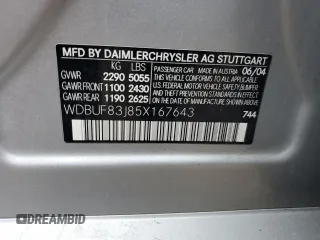 MFD BY DAIMLERCHRYSLER AG STUTTGART
KG LBS
PASSENGER CAR 06/04
GVWR 2290 5055
MADE IN AUSTRIA
GAWR FRONT 1100 2430
GAWR REAR 1190 2625
THIS VEHICLE CONFORMS TO ALL APPLICABLE U.S. FEDERAL MOTOR VEHICLE SAFETY, BUMPER, AND THEFT PREVENTION STANDARDS IN EFFECT ON THE DATE OF MANUFACTURE SHOWN ABOVE
WDBUF83J85X167643
744
© DREAMBID.COM